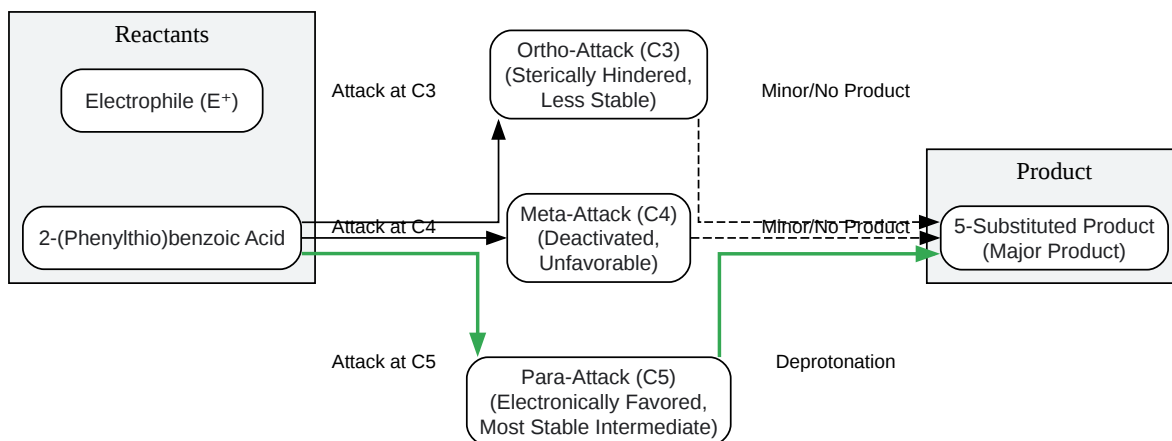 Reactants
Electrophile (E⁺)
2-(Phenylthio)benzoic Acid
Attack at C3
Attack at C4
Attack at C5
Ortho-Attack (C3)
(Sterically Hindered,
Less Stable)
Meta-Attack (C4)
(Deactivated,
Unfavorable)
Para-Attack (C5)
(Electronically Favored,
Most Stable Intermediate)
Minor/No Product
Minor/No Product
Deprotonation
Product
5-Substituted Product
(Major Product)